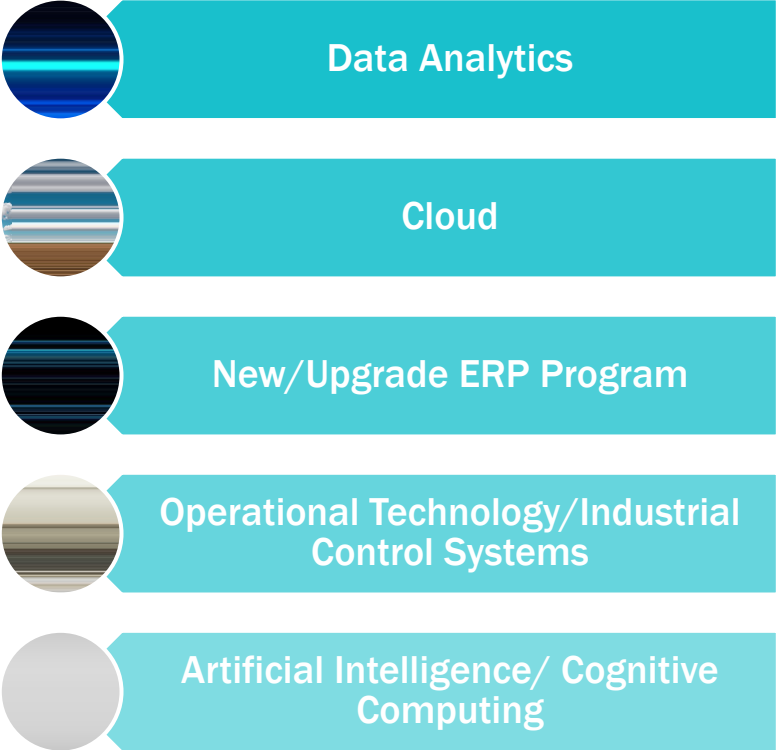 Data Analytics
Cloud
New/Upgrade ERP Program
Operational Technology/Industrial
Control Systems
Artificial Intelligence/ Cognitive
Computing